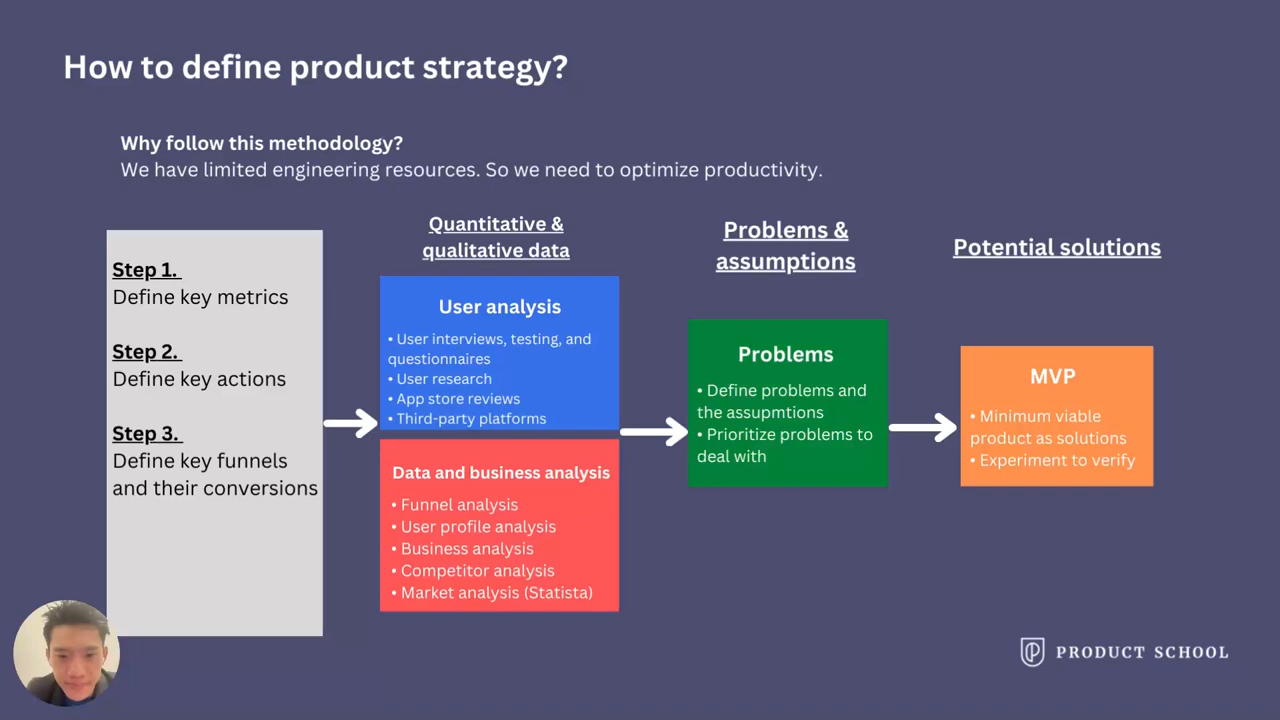 How to define product strategy?
Why follow this methodology?
We have limited engineering resources. So we need to optimize productivity.
Step 1.
Define key metrics
Step 2.
Define key actions
Step 3.
Define key funnels
and their conversions
Quantitative &
qualitative data
User analysis
• User interviews, testing, and
questionnaires
• User research
• App store reviews
• Third-party platforms
Data and business analysis
• Funnel analysis
• User profile analysis
• Business analysis
• Competitor analysis
• Market analysis (Statista)
Problems &
assumptions
Problems
• Define problems and
the assupmtions
• Prioritize problems to
deal with
Potential solutions
MVP
• Minimum viable
product as solutions
• Experiment to verify
PRODUCT SCHOOL